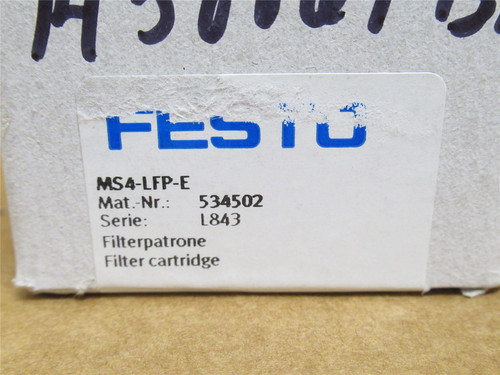 FESTO
MS4-LFP-E
Mat.-Nr.: 534502
Serie: L843
Filterpatrone
Filter cartridge